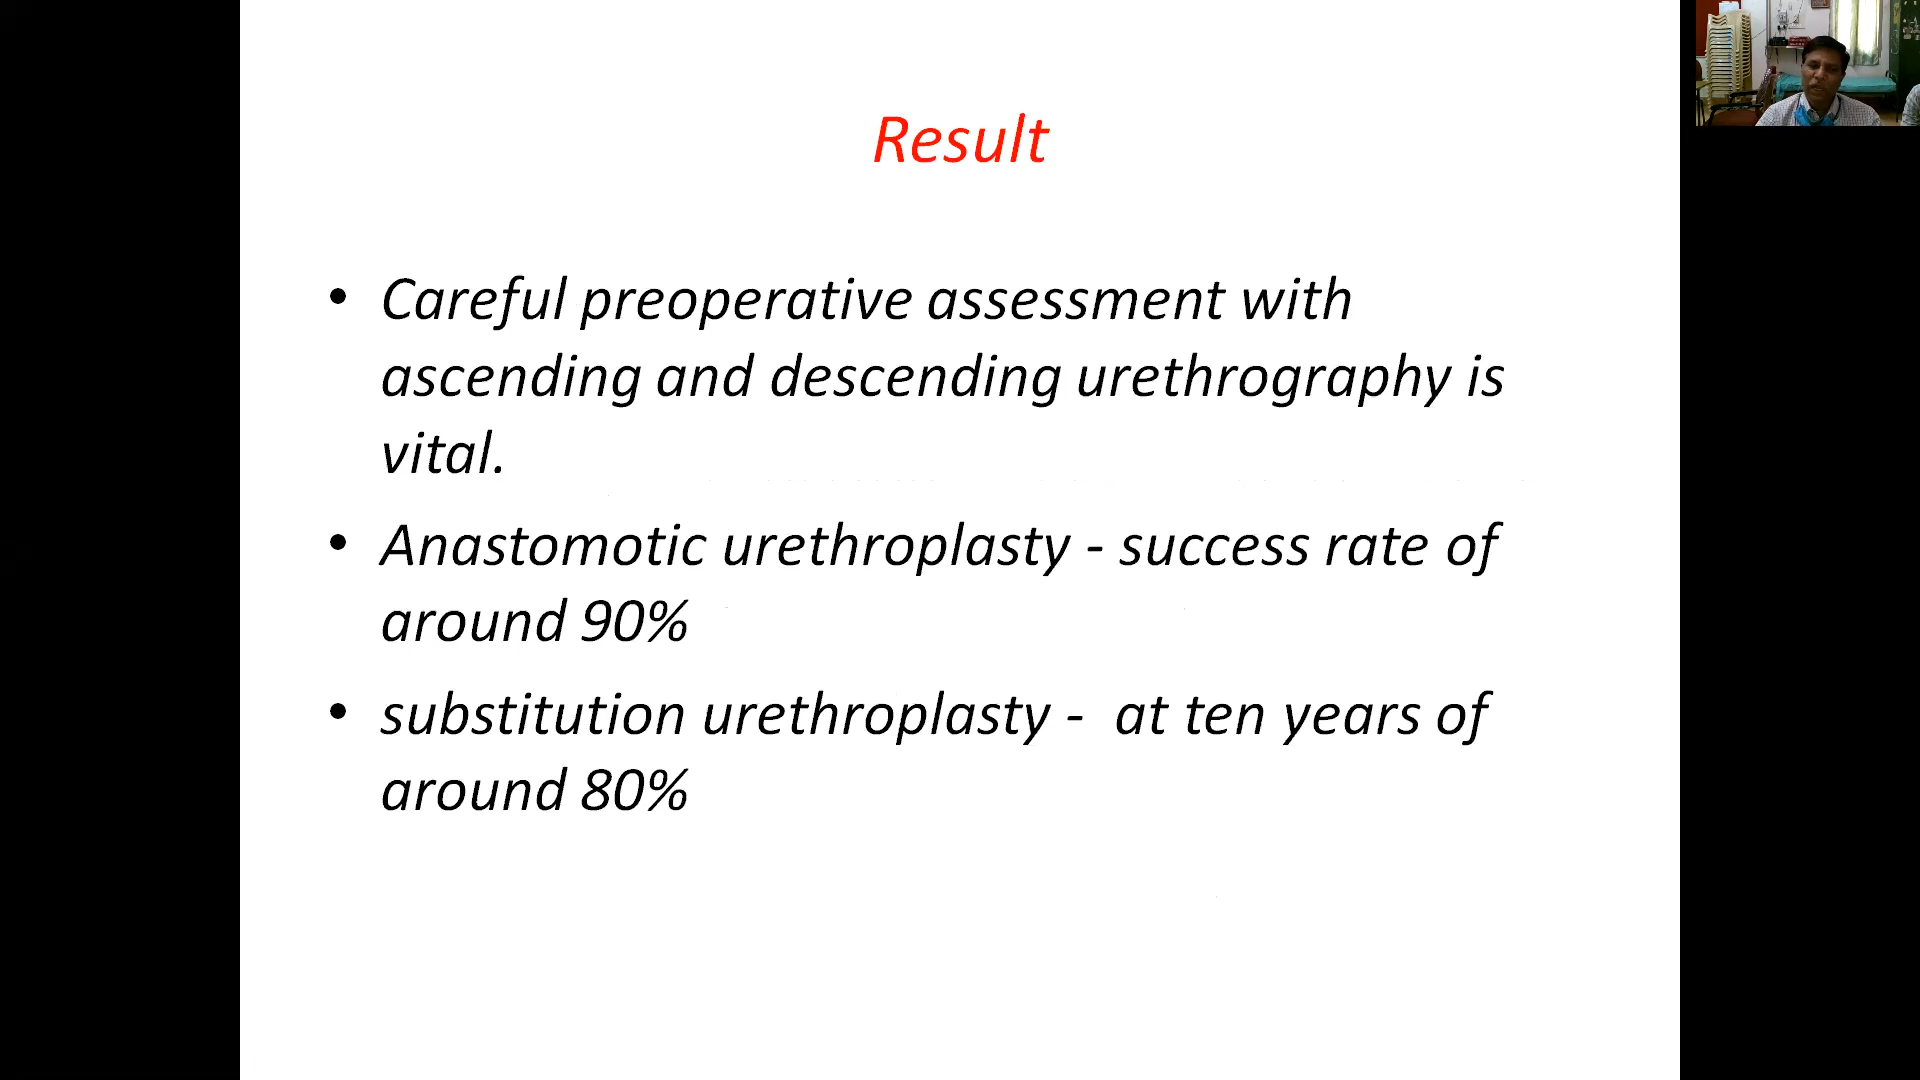 Result
• Careful preoperative assessment with
ascending and descending urethrography is
vital.
• Anastomotic urethroplasty - success rate of
around 90%
• substitution urethroplasty -  at ten years of
around 80%